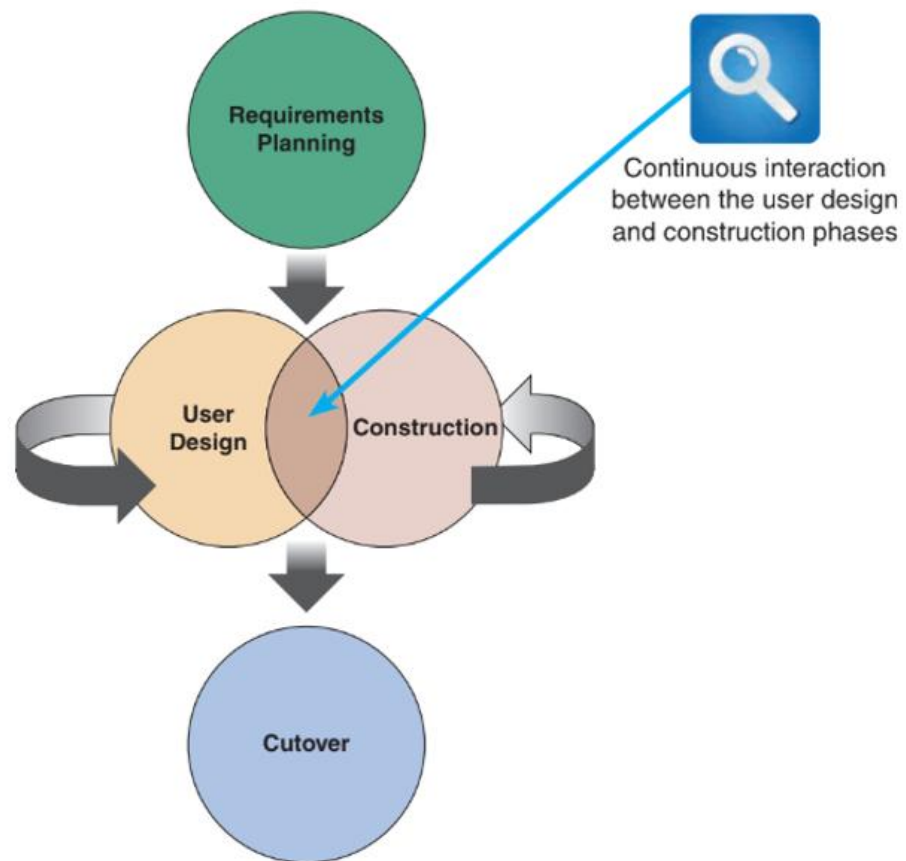 Requirements
Planning
Continuous interaction
between the user design
and construction phases
User
Design
Construction
Cutover